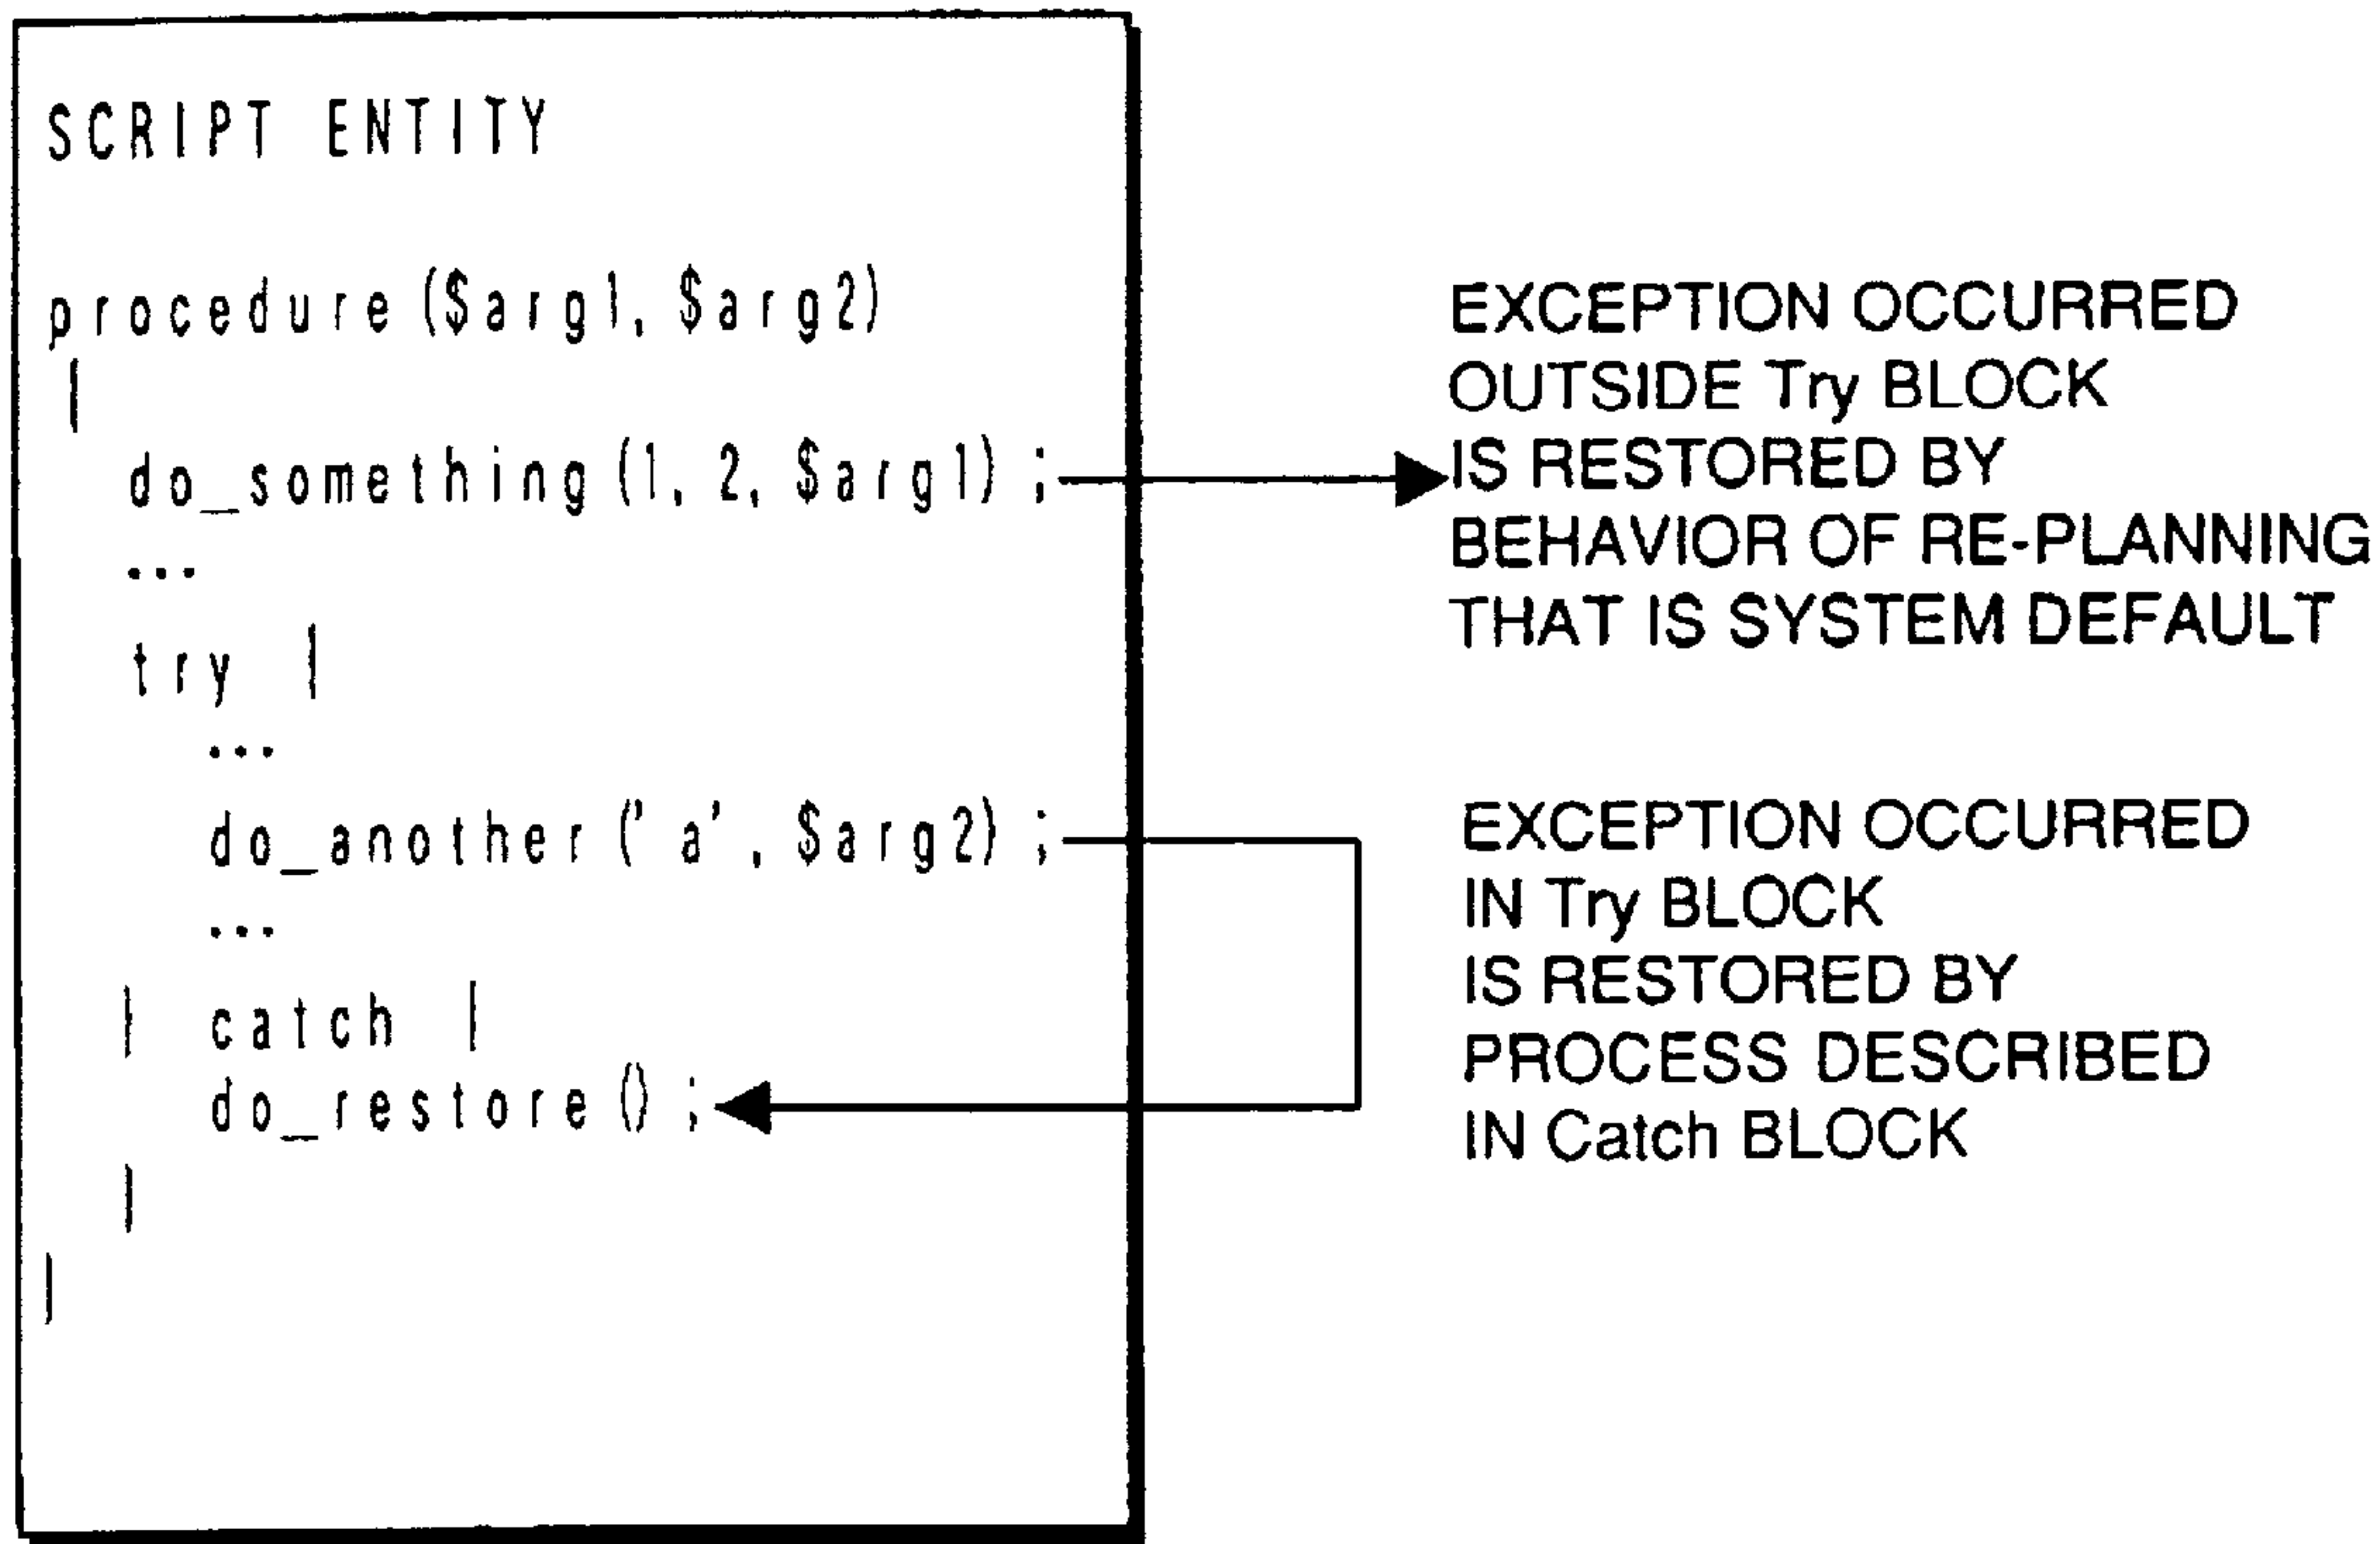 SCRIPT ENTITY
procedure($arg1, $arg2)
{
do_something(1, 2, $arg1);
...
try {
...
do_another('a', $arg2);
...
} catch {
do_restore();
}
}
EXCEPTION OCCURRED
OUTSIDE Try BLOCK
IS RESTORED BY
BEHAVIOR OF RE-PLANNING
THAT IS SYSTEM DEFAULT
EXCEPTION OCCURRED
IN Try BLOCK
IS RESTORED BY
PROCESS DESCRIBED
IN Catch BLOCK